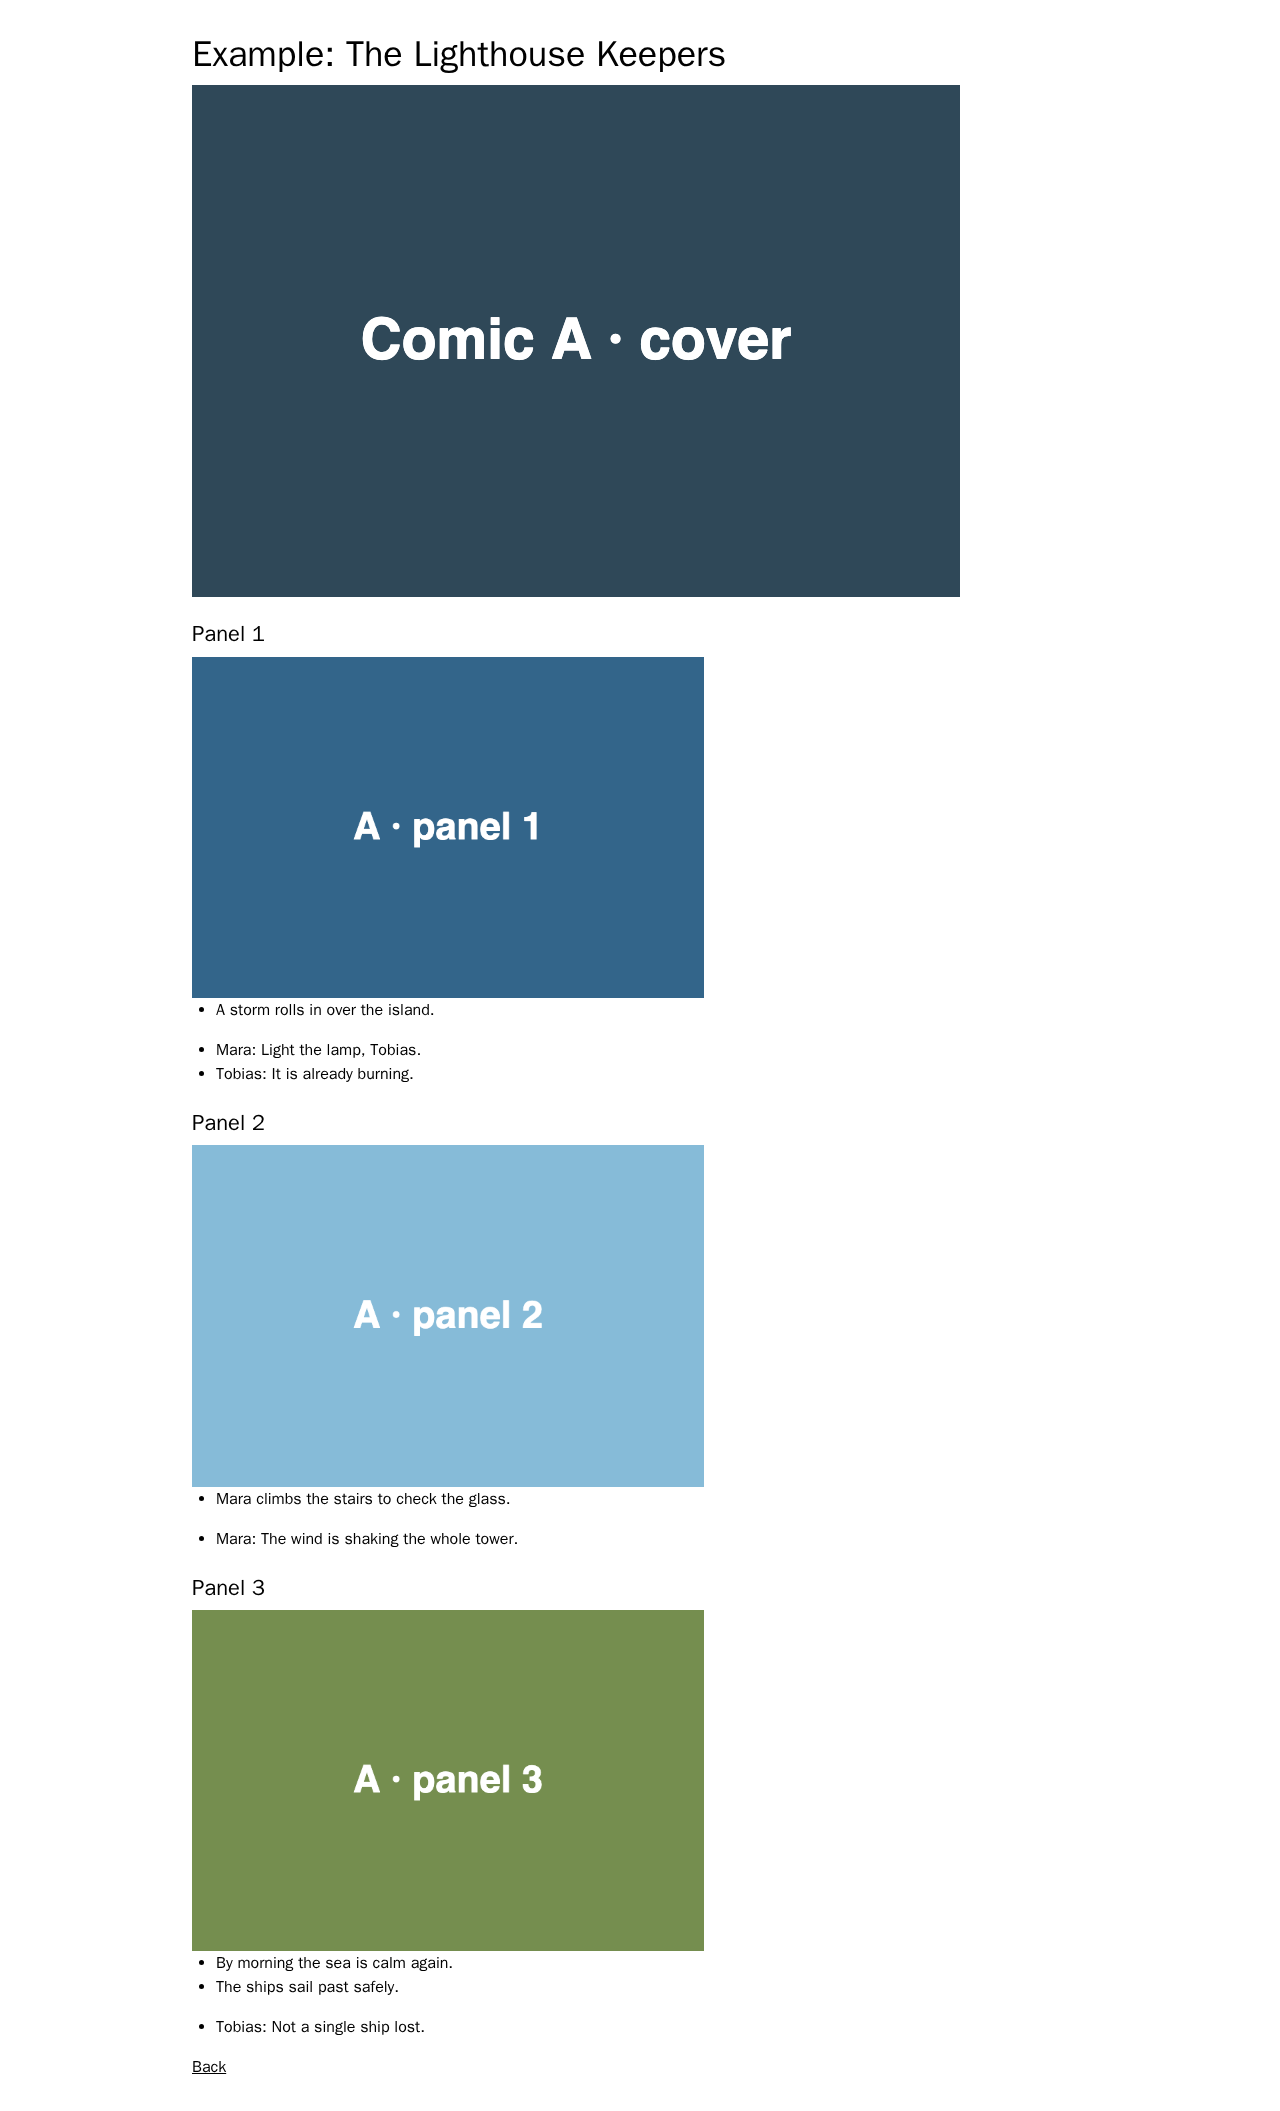 Example: The Lighthouse Keepers
Comic A · cover
Panel 1
A · panel 1
• A storm rolls in over the island.
• Mara: Light the lamp, Tobias.
• Tobias: It is already burning.
Panel 2
A · panel 2
• Mara climbs the stairs to check the glass.
• Mara: The wind is shaking the whole tower.
Panel 3
A · panel 3
• By morning the sea is calm again.
• The ships sail past safely.
• Tobias: Not a single ship lost.
Back